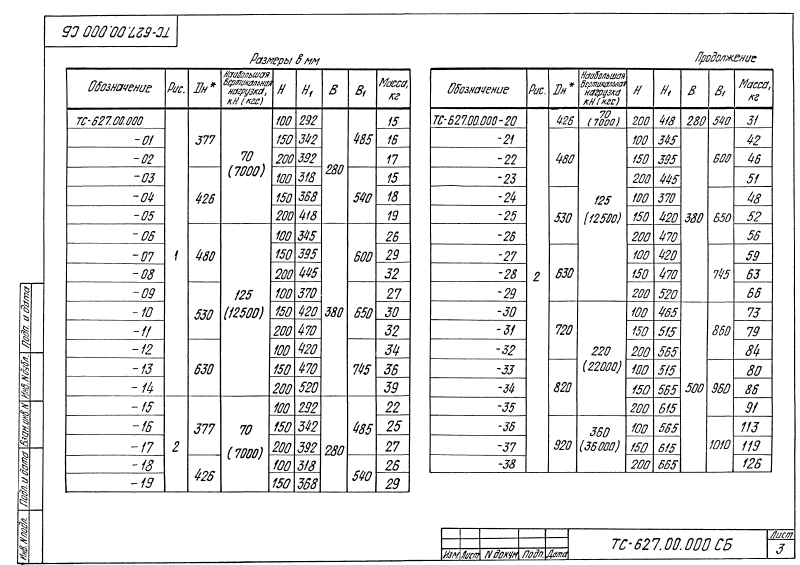 ТС-627.00.000 СБ
Размеры в мм
Обозначение Рис. Dн* Наибольшая вертикальная нагрузка, кН (кгс) H H₁ B B₁ Масса, кг
ТС-627.00.000 1 377 70 (7000) 100 292 280 485 15
-01 150 342 16
-02 200 392 17
-03 426 100 318 540 15
-04 150 368 18
-05 200 418 19
-06 480 125 (12500) 100 345 380 600 26
-07 150 395 29
-08 200 445 32
-09 530 100 370 650 27
-10 150 420 30
-11 200 470 32
-12 630 100 420 745 34
-13 150 470 36
-14 200 520 39
-15 2 377 70 (7000) 100 292 280 485 22
-16 150 342 25
-17 200 392 27
-18 426 100 318 540 26
-19 150 368 29
Продолжение
Обозначение Рис. Dн* Наибольшая вертикальная нагрузка кН (кгс) H H₁ B B₁ Масса, кг
ТС-627.00.000-20 2 426 70 (7000) 200 418 280 540 31
-21 480 125 (12500) 100 345 380 600 42
-22 150 395 46
-23 200 445 51
-24 530 100 370 650 48
-25 150 420 52
-26 200 470 56
-27 630 100 420 745 59
-28 150 470 63
-29 200 520 66
-30 720 220 (22000) 100 465 500 860 73
-31 150 515 79
-32 200 565 84
-33 820 100 515 960 80
-34 150 565 86
-35 200 615 91
-36 920 360 (36000) 100 565 1010 113
-37 150 615 119
-38 200 665 126
Инв. № подл. Подп. и дата Взам. инв. № Инв. № дубл. Подп. и дата
Изм. Лист № докум. Подп. Дата
ТС-627.00.000 СБ
Лист
3